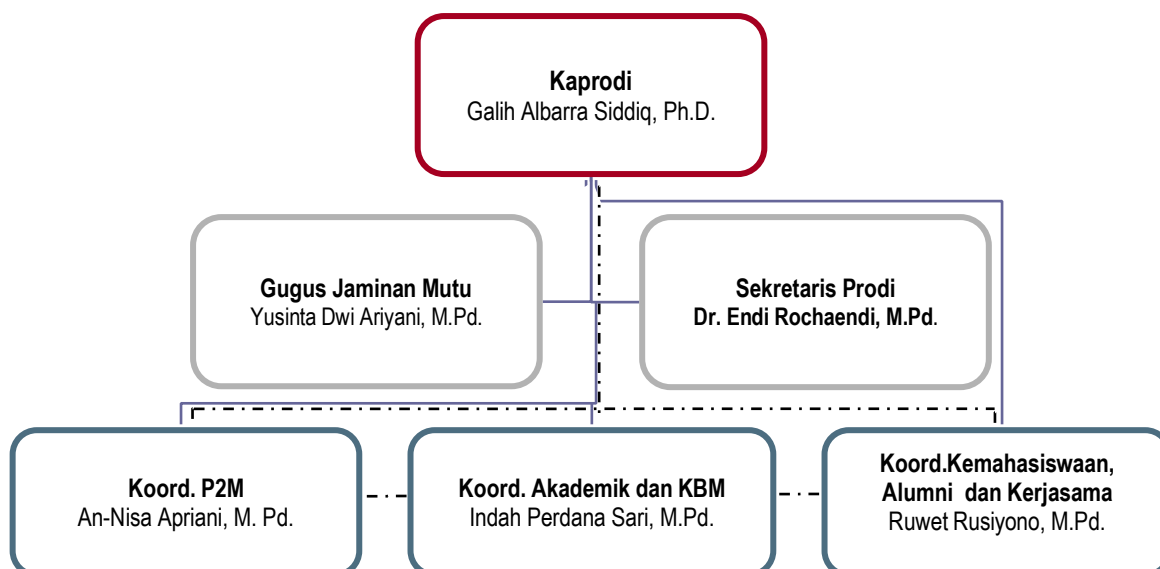 Kaprodi
Galih Albarra Siddiq, Ph.D.
Gugus Jaminan Mutu
Yusinta Dwi Ariyani, M.Pd.
Sekretaris Prodi
Dr. Endi Rochaendi, M.Pd.
Koord. P2M
An-Nisa Apriani, M. Pd.
Koord. Akademik dan KBM
Indah Perdana Sari, M.Pd.
Koord.Kemahasiswaan,
Alumni dan Kerjasama
Ruwet Rusiyono, M.Pd.